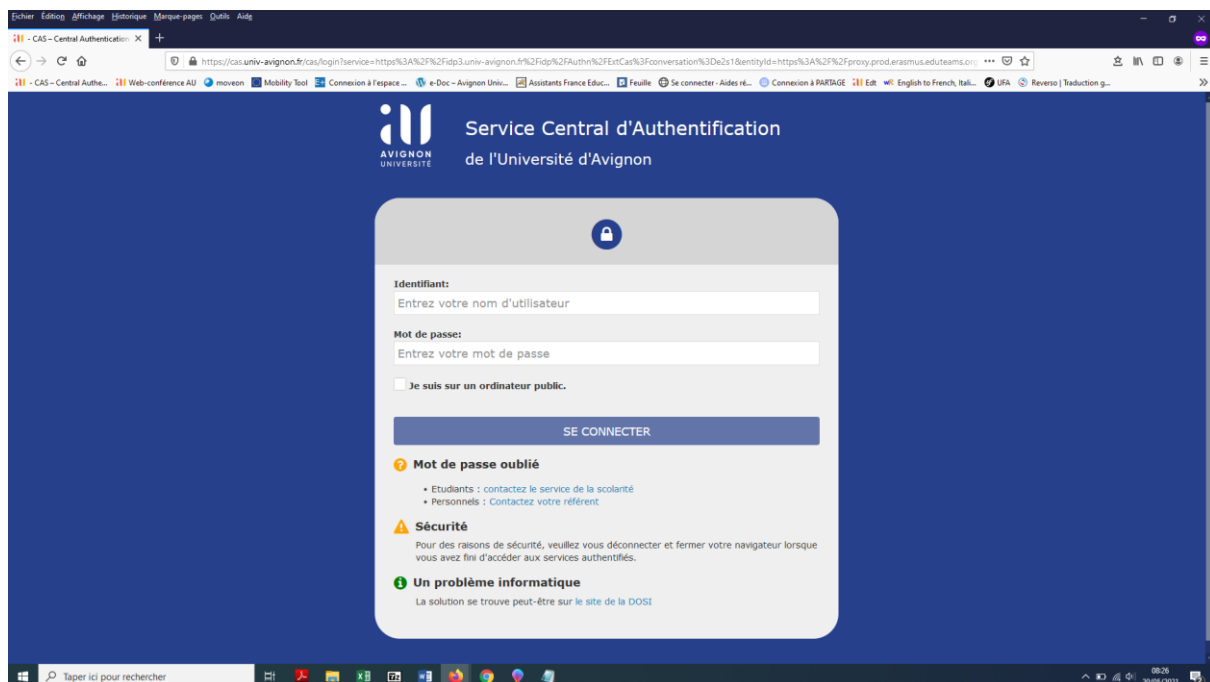 Fichier Édition Affichage Historique Marque-pages Outils Aide
- CAS – Central Authentication
https://cas.univ-avignon.fr/cas/login?service=https%3A%2F%2Fidp3.univ-avignon.fr%2Fidp%2FAuthn%2FExtCas%3Fconversation%3De2s1&entityId=https%3A%2F%2Fproxy.prod.erasmus.eduteams.org
- CAS – Central Authe... Web-conférence AU moveon Mobility Tool Connexion à l'espace ... e-Doc – Avignon Univ... Assistants France Educ... Feuille Se connecter - Aides ré... Connexion à PARTAGE Edt English to French, Itali... UFA Reverso | Traduction g...
AVIGNON
UNIVERSITÉ
Service Central d'Authentification
de l'Université d'Avignon
Identifiant:
Entrez votre nom d'utilisateur
Mot de passe:
Entrez votre mot de passe
Je suis sur un ordinateur public.
SE CONNECTER
Mot de passe oublié
• Etudiants : contactez le service de la scolarité
• Personnels : Contactez votre référent
Sécurité
Pour des raisons de sécurité, veuillez vous déconnecter et fermer votre navigateur lorsque
vous avez fini d'accéder aux services authentifiés.
Un problème informatique
La solution se trouve peut-être sur le site de la DOSI
Taper ici pour rechercher
08:26